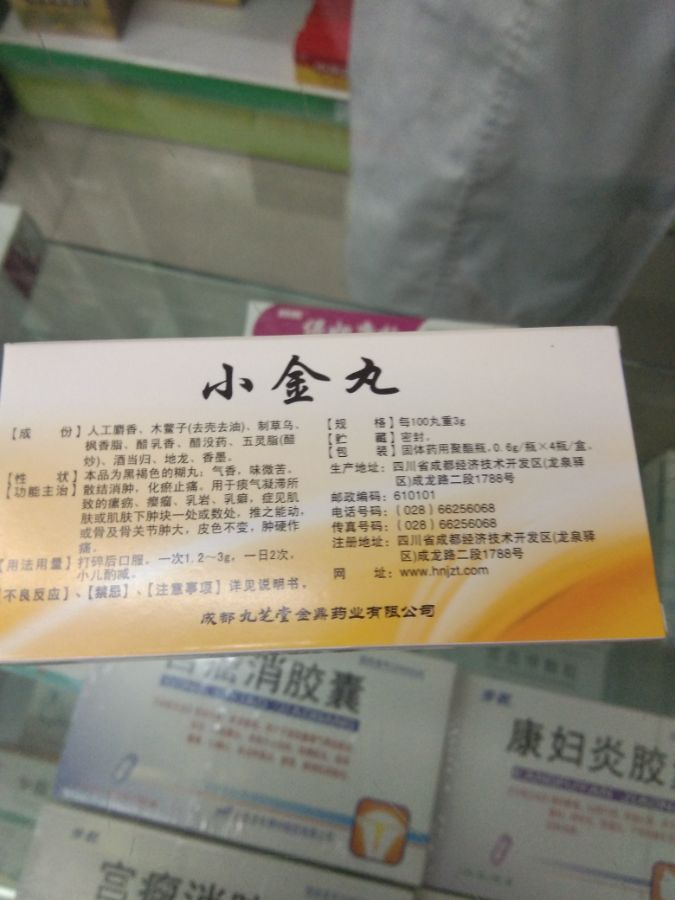 小金丸
【成 份】人工麝香、木鳖子(去壳去油)、制草乌、
枫香脂、醋乳香、醋没药、五灵脂(醋
炒)、酒当归、地龙、香墨。
【性 状】本品为黑褐色的糊丸；气香，味微苦。
【功能主治】散结消肿，化瘀止痛。用于痰气凝滞所
致的瘰疬、瘿瘤、乳岩、乳癖，症见肌
肤或肌肤下肿块一处或数处，推之能动，
或骨及骨关节肿大，皮色不变，肿硬作
痛。
【用法用量】打碎后口服。一次1.2～3g，一日2次，
小儿酌减。
【不良反应】、【禁忌】、【注意事项】详见说明书。
【规 格】每100丸重3g
【贮 藏】密封。
【包 装】固体药用聚酯瓶，0.6g/瓶×4瓶/盒。
生产地址：四川省成都经济技术开发区(龙泉驿
区)成龙路二段1788号
邮政编码：610101
电话号码：(028)66256068
传真号码：(028)66256068
注册地址：四川省成都经济技术开发区(龙泉驿
区)成龙路二段1788号
网 址：www.hnjzt.com
成都九芝堂金鼎药业有限公司
宫瘤消胶囊
康妇炎胶囊
宫瘤消胶